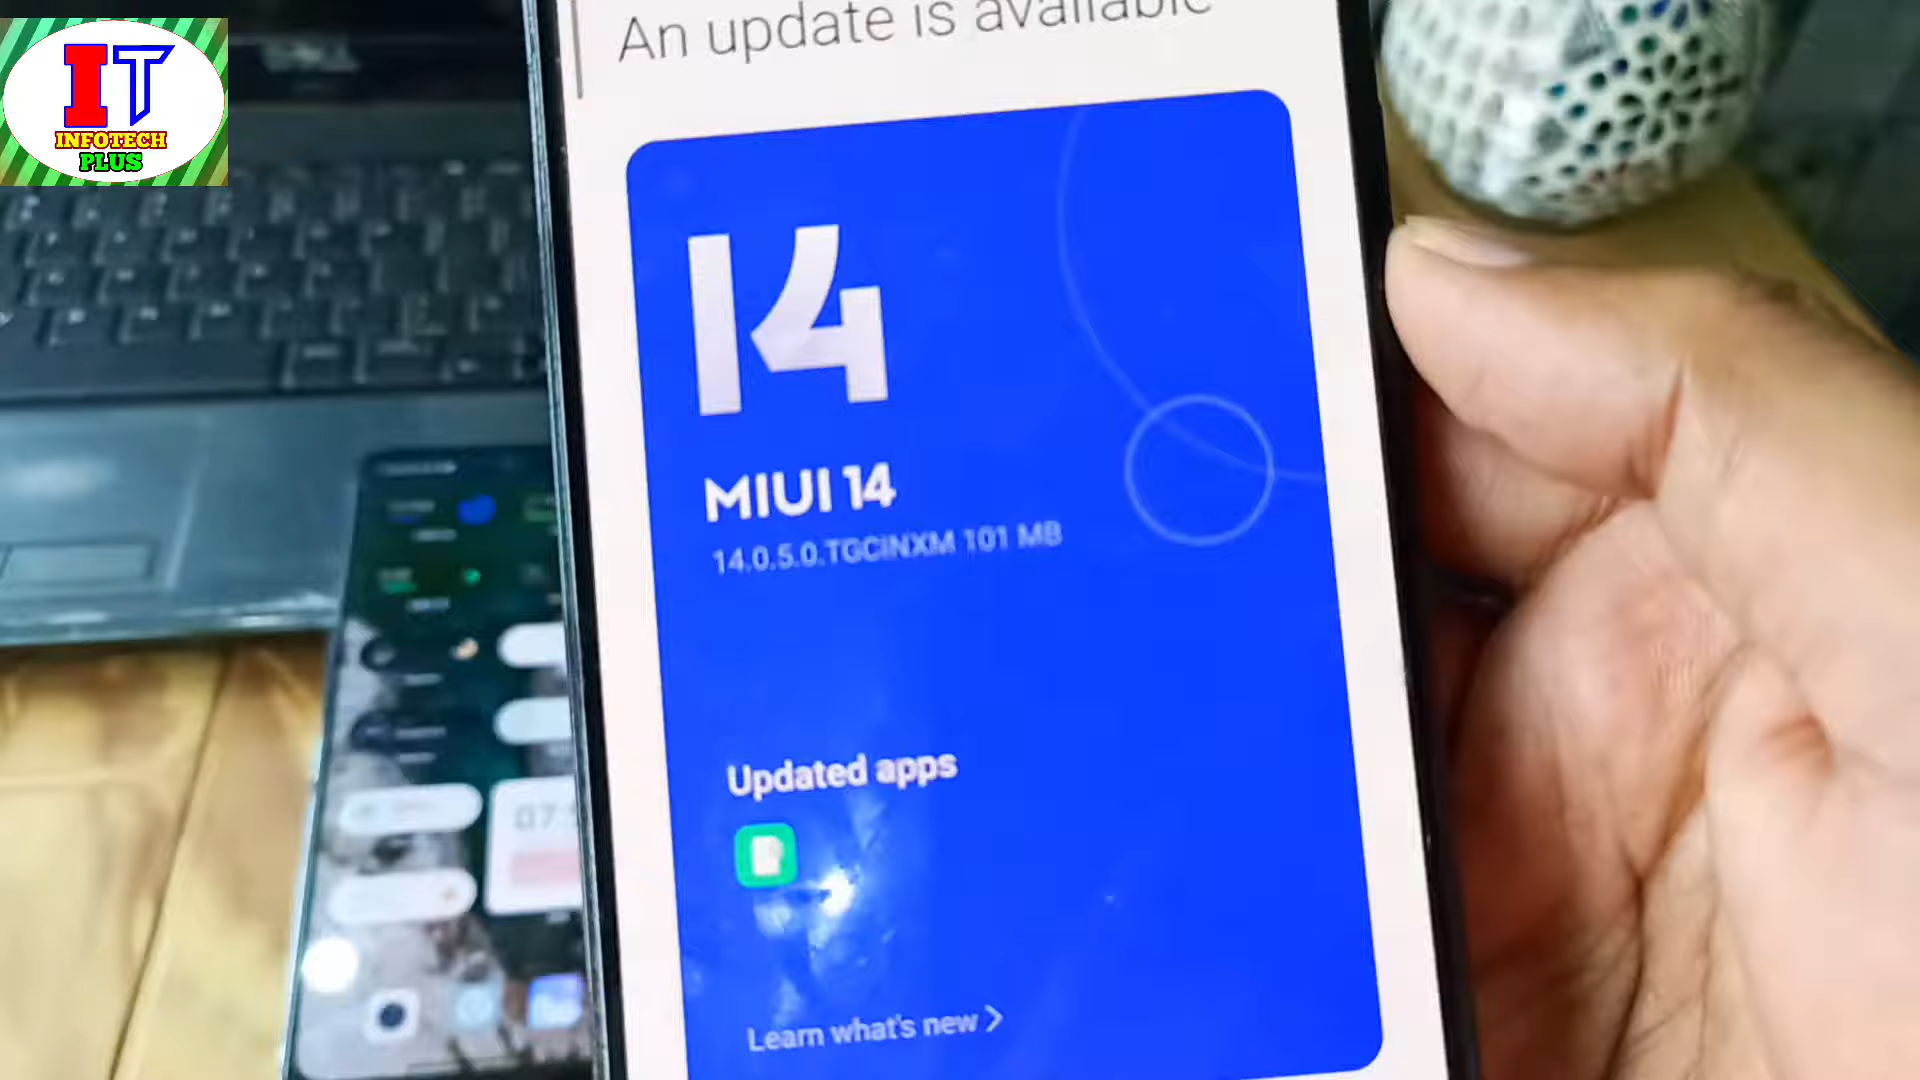 An update is available
IT
INFOTECH
PLUS
14
MIUI 14
14.0.5.0.TGCINXM 101 MB
Updated apps
Learn what's new >